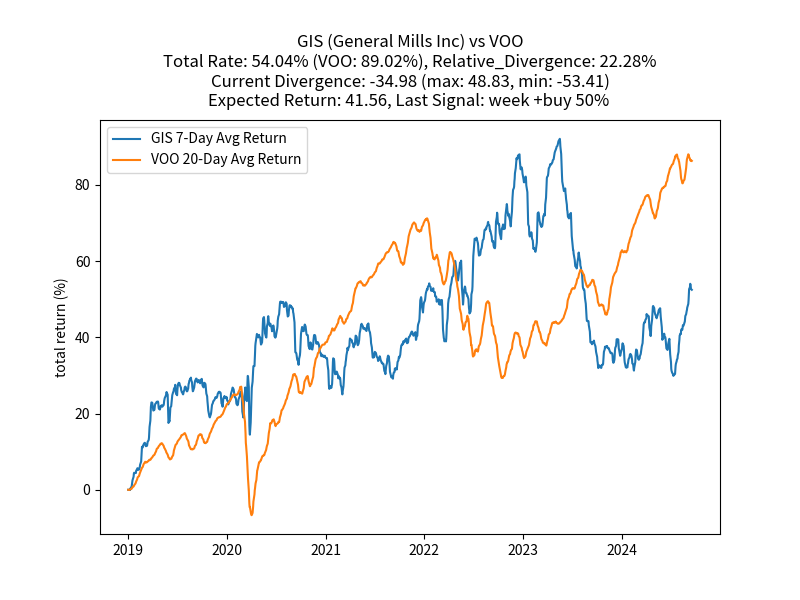 GIS (General Mills Inc) vs VOO
Total Rate: 54.04% (VOO: 89.02%), Relative_Divergence: 22.28%
Current Divergence: -34.98 (max: 48.83, min: -53.41)
Expected Return: 41.56, Last Signal: week +buy 50%
GIS 7-Day Avg Return
VOO 20-Day Avg Return
total return (%)
80
60
40
20
0
2019 2020 2021 2022 2023 2024